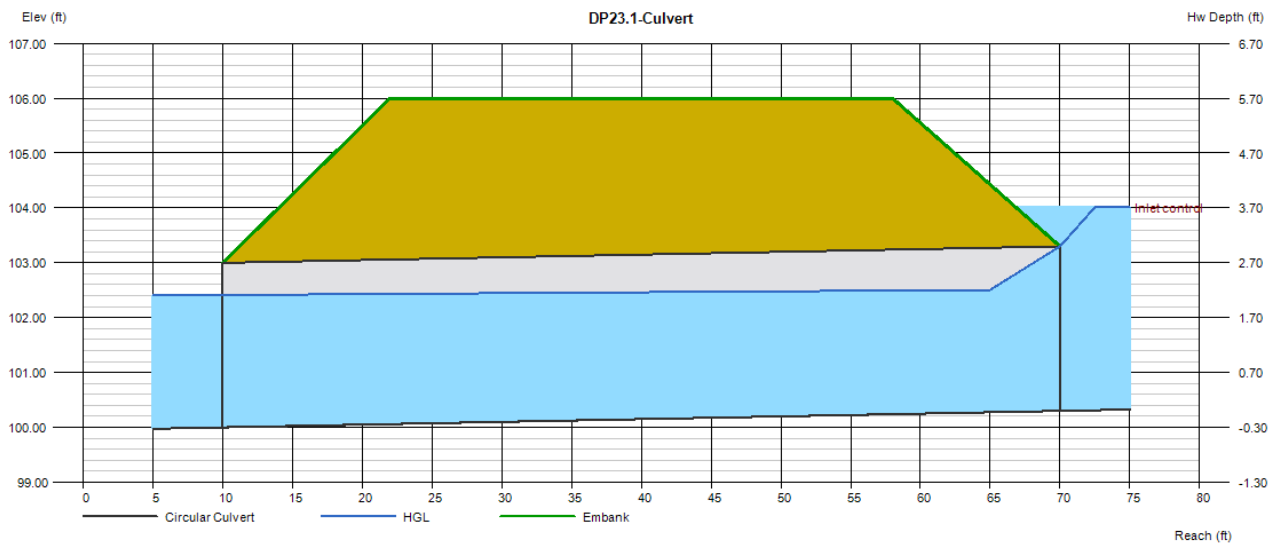 Elev (ft) DP23.1-Culvert Hw Depth (ft)
107.00 6.70
106.00 5.70
105.00 4.70
104.00 Inlet control 3.70
103.00 2.70
102.00 1.70
101.00 0.70
100.00 -0.30
99.00 -1.30
0 5 10 15 20 25 30 35 40 45 50 55 60 65 70 75 80
Circular Culvert HGL Embank
Reach (ft)